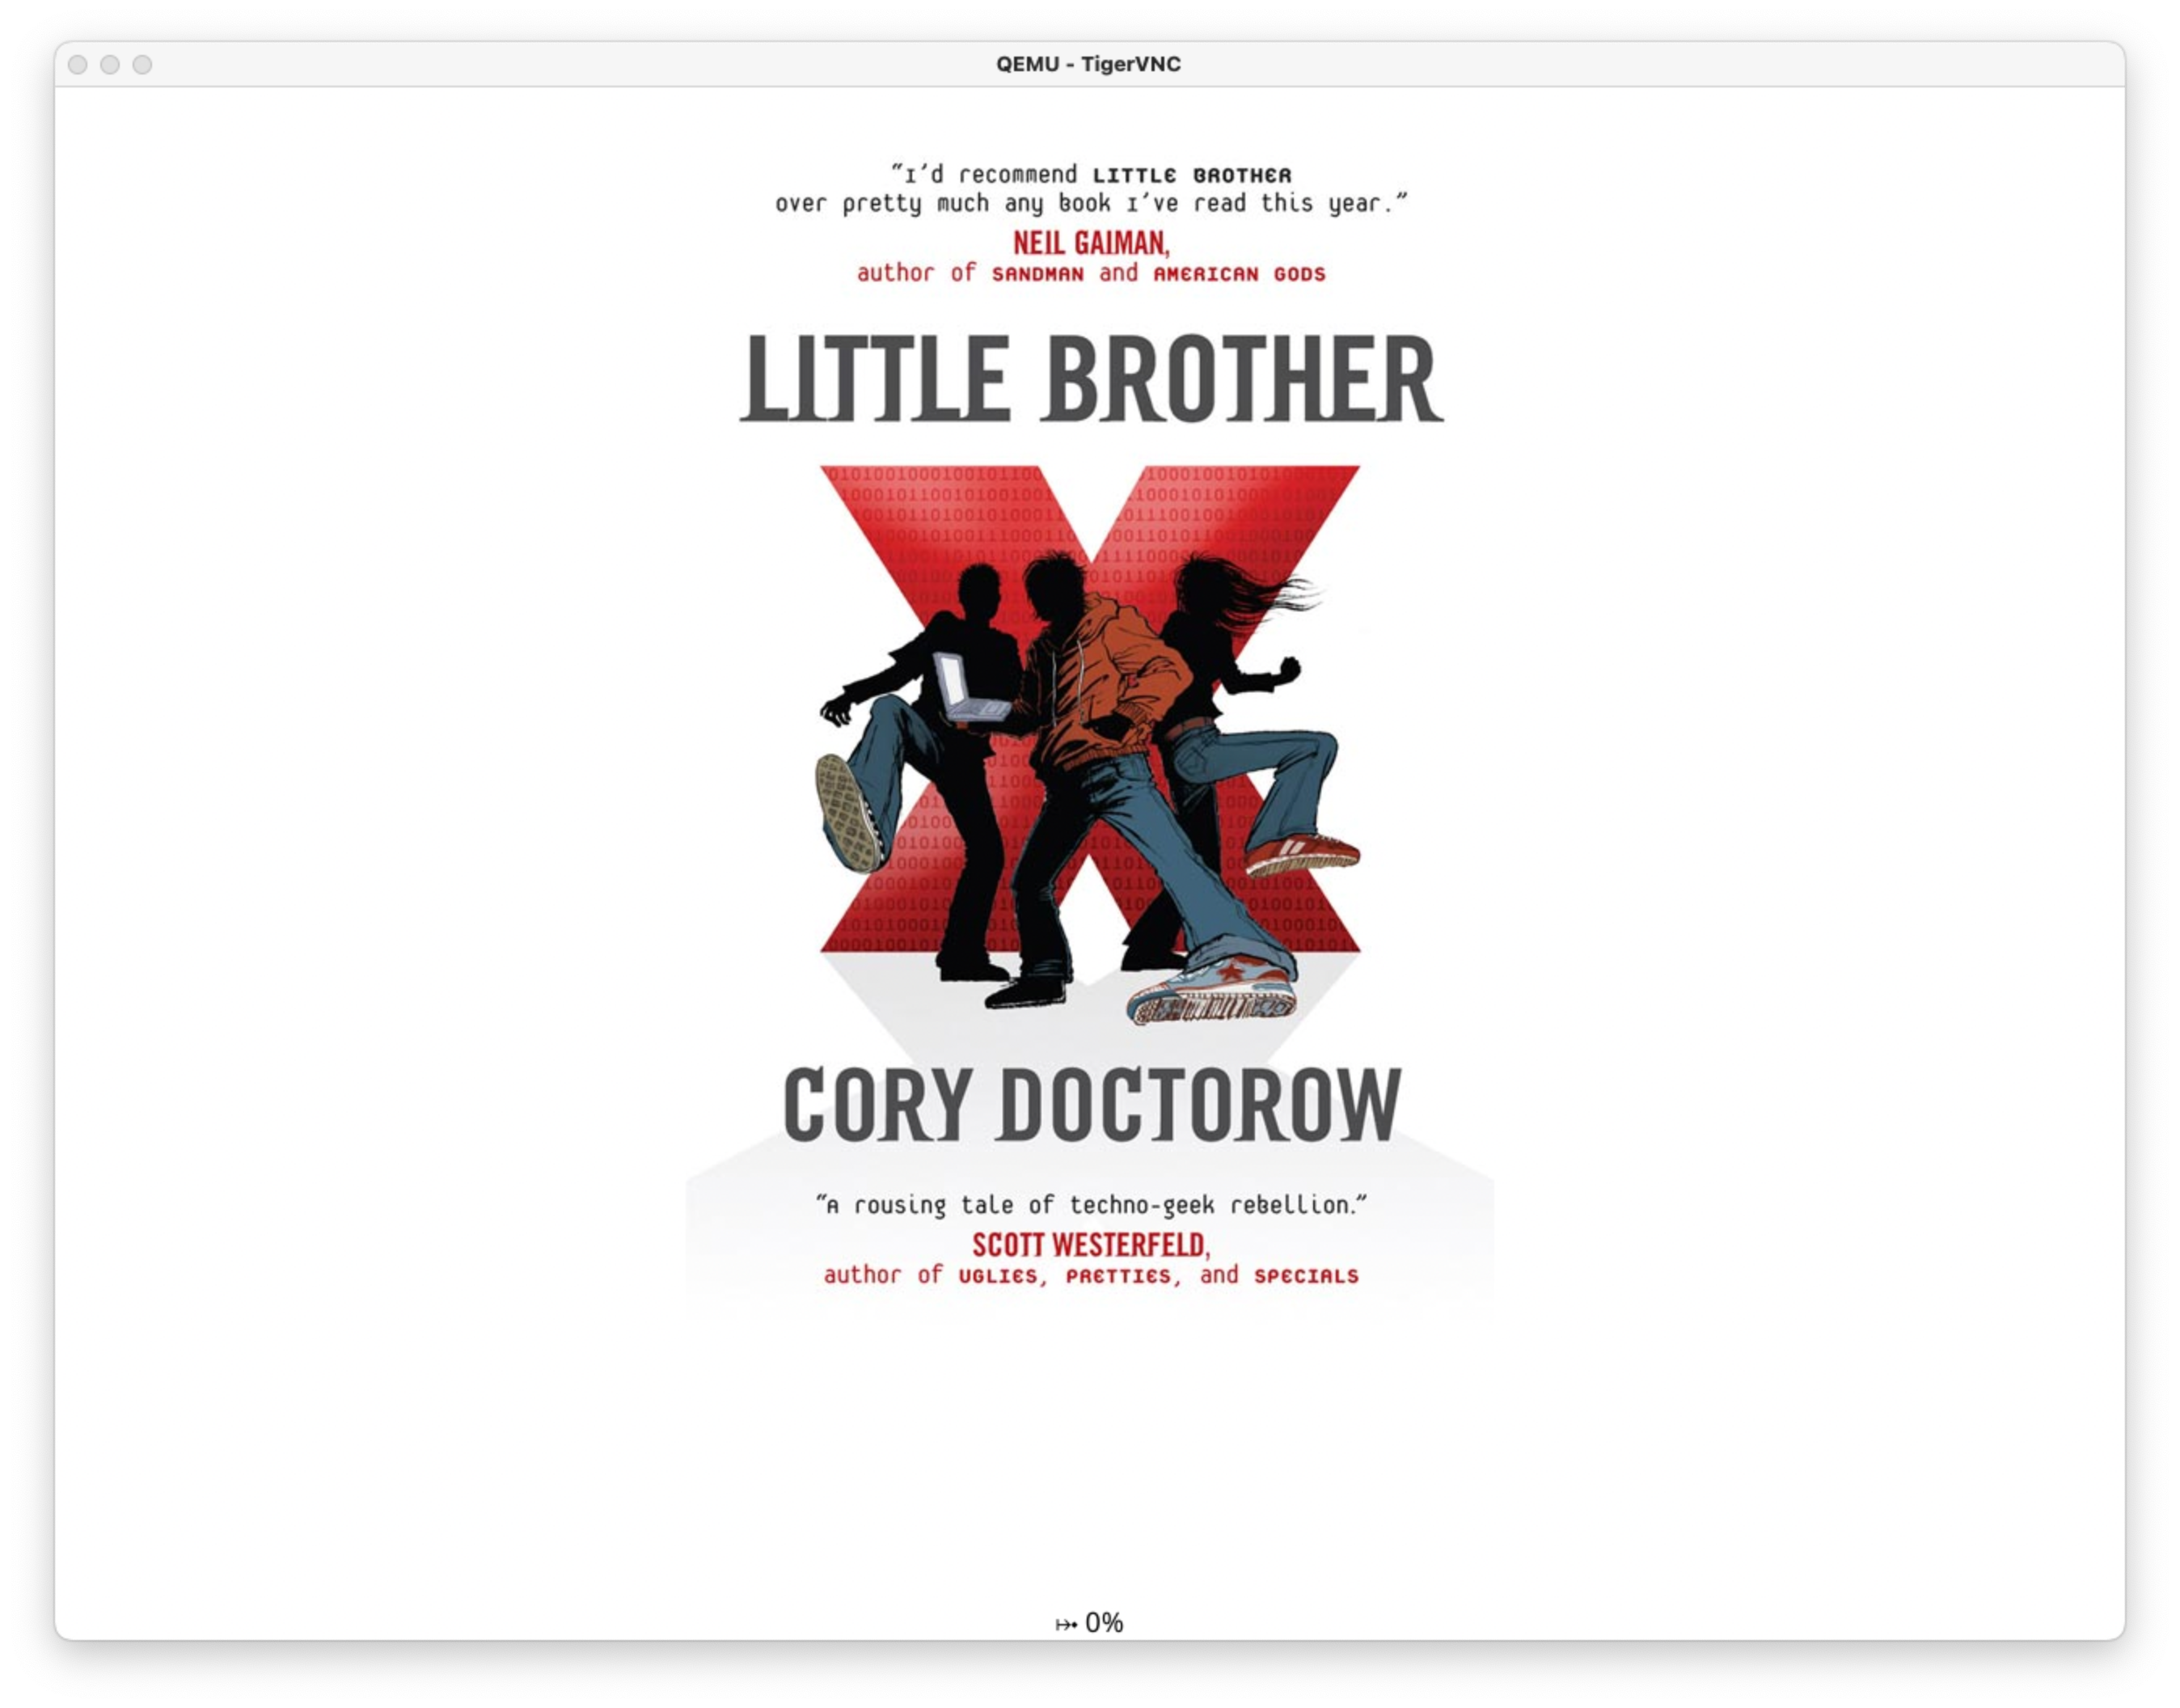 QEMU - TigerVNC
“I’d recommend LITTLE BROTHER
over pretty much any book I’ve read this year.”
NEIL GAIMAN,
author of SANDMAN and AMERICAN GODS
LITTLE BROTHER
CORY DOCTOROW
“A rousing tale of techno-geek rebellion.”
SCOTT WESTERFELD,
author of UGLIES, PRETTIES, and SPECIALS
⤠ 0%